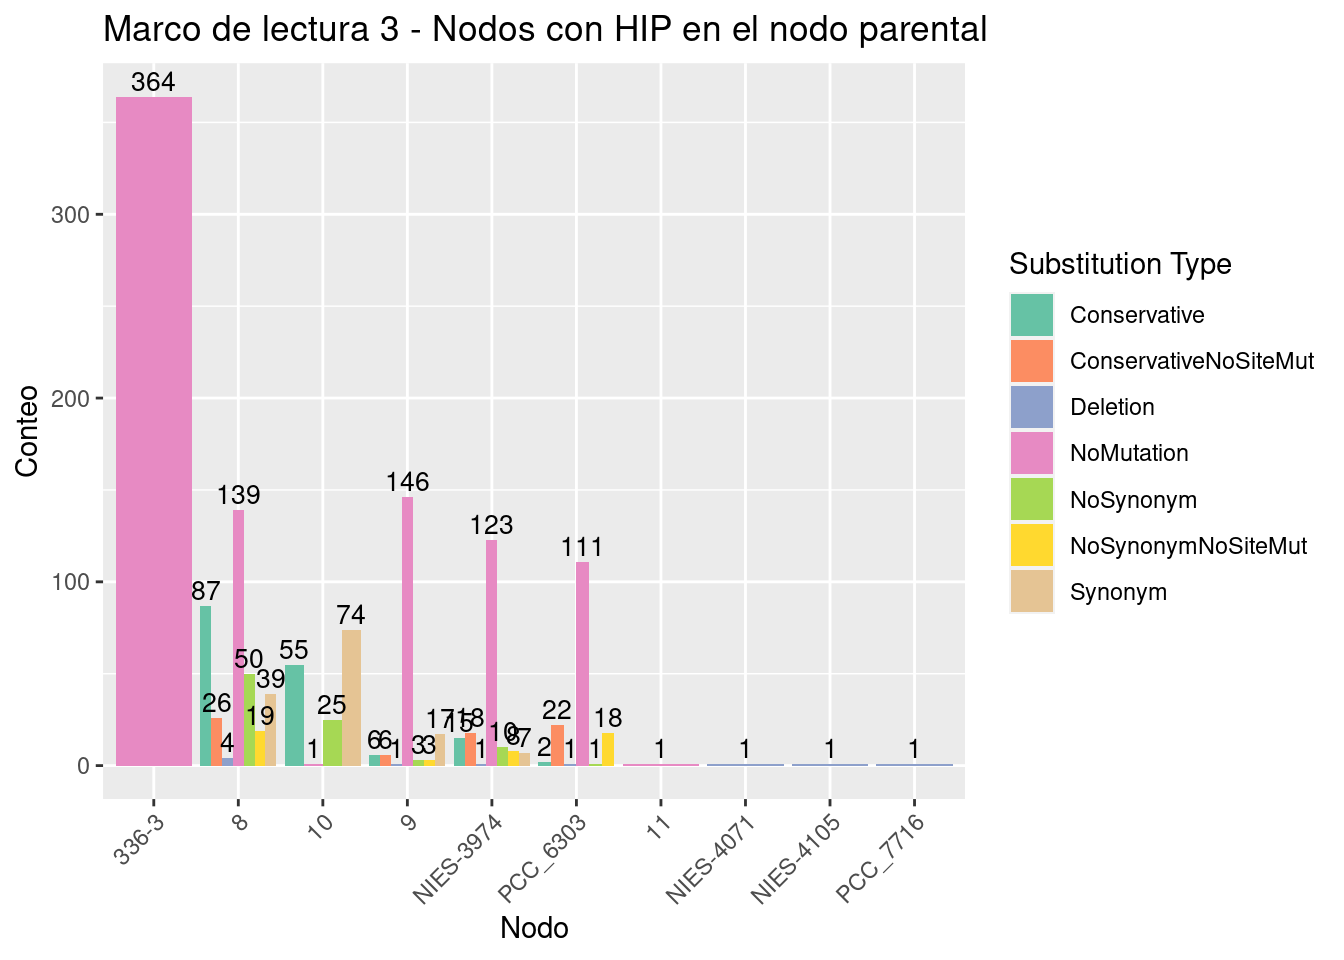 Marco de lectura 3 - Nodos con HIP en el nodo parental
364
300
200
100
0
Conteo
87
26
4
139
50
19
39
55
1
25
74
6
6
1
146
3
3
17
15
18
1
123
10
8
7
2
22
1
111
1
18
1
1
1
1
336-3
8
10
9
NIES-3974
PCC_6303
11
NIES-4071
NIES-4105
PCC_7716
Nodo
Substitution Type
Conservative
ConservativeNoSiteMut
Deletion
NoMutation
NoSynonym
NoSynonymNoSiteMut
Synonym